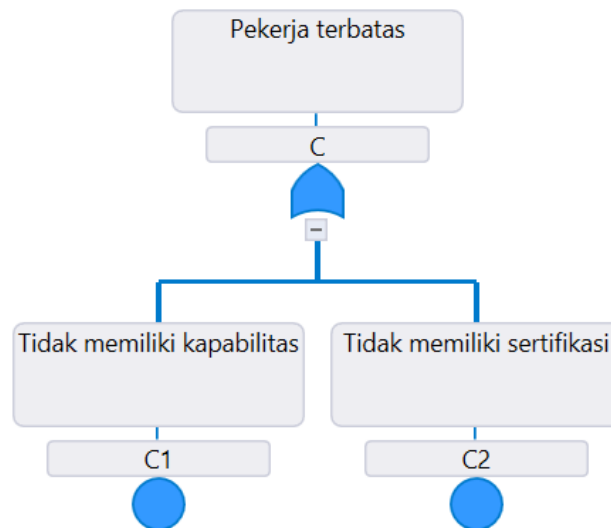 Pekerja terbatas
C
Tidak memiliki kapabilitas
Tidak memiliki sertifikasi
C1
C2